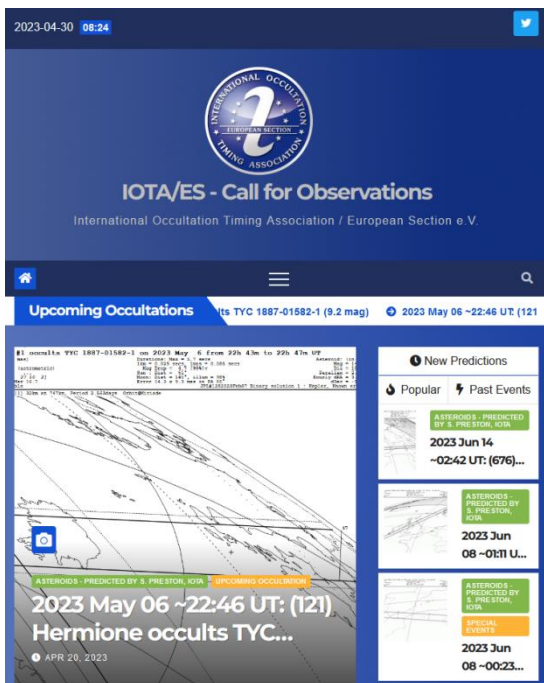 2023-04-30 08:24
INTERNATIONAL OCCULTATION
EUROPEAN SECTION
TIMING ASSOCIATION
IOTA/ES - Call for Observations
International Occultation Timing Association / European Section e.V.
Upcoming Occultations
lts TYC 1887-01582-1 (9.2 mag)
2023 May 06 ~22:46 UT: (121
#1 occults TYC 1887-01582-1 on 2023 May 6 from 22h 43m to 22h 47m UT
ASTEROIDS - PREDICTED BY S. PRESTON, IOTA
UPCOMING OCCULTATION
2023 May 06 ~22:46 UT: (121)
Hermione occults TYC...
APR 20, 2023
New Predictions
Popular
Past Events
ASTEROIDS - PREDICTED
BY S. PRESTON, IOTA
2023 Jun 14
~02:42 UT: (676)...
ASTEROIDS -
PREDICTED BY
S. PRESTON,
IOTA
2023 Jun
08 ~01:11 U...
ASTEROIDS -
PREDICTED BY
S. PRESTON,
IOTA
SPECIAL
EVENTS
2023 Jun
08 ~00:23...